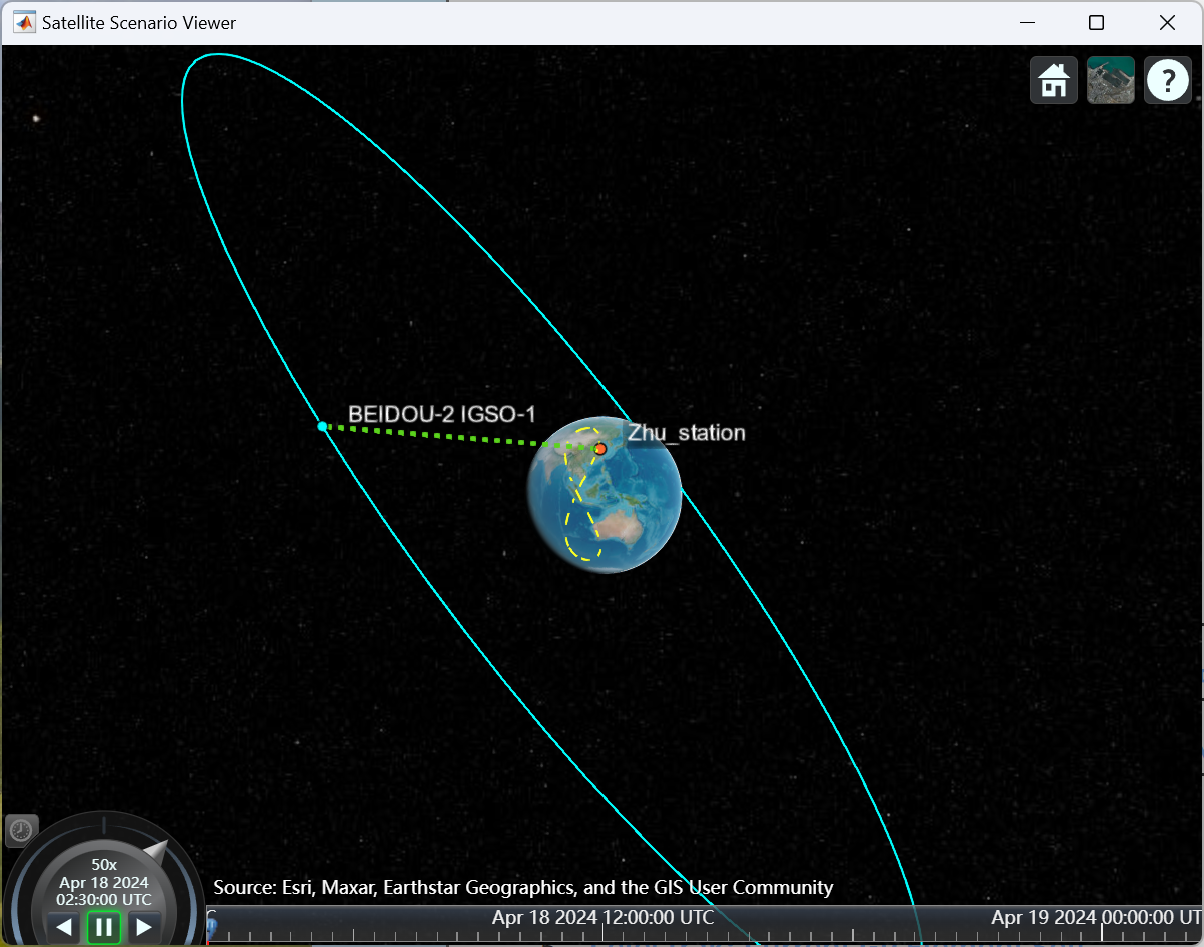 Satellite Scenario Viewer
?
BEIDOU-2 IGSO-1
Zhu_station
50x
Apr 18 2024
02:30:00 UTC
Source: Esri, Maxar, Earthstar Geographics, and the GIS User Community
C
Apr 18 2024 12:00:00 UTC
Apr 19 2024 00:00:00 UT